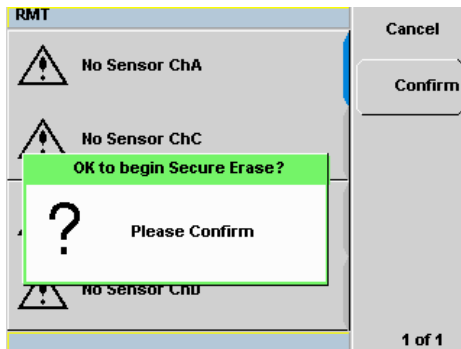 RMT
Cancel
No Sensor ChA
Confirm
No Sensor ChC
OK to begin Secure Erase?
? Please Confirm
No Sensor ChD
1 of 1